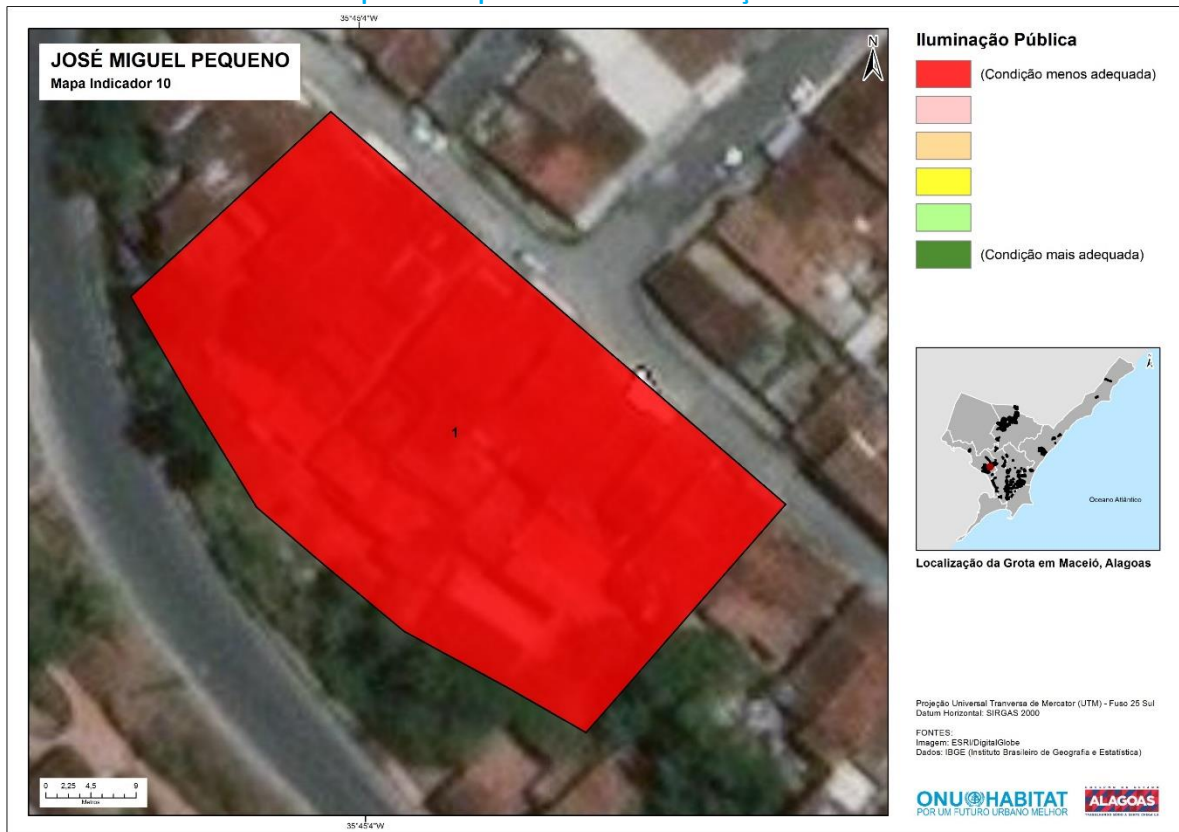 35°45'4"W
JOSÉ MIGUEL PEQUENO
Mapa Indicador 10
N
1
0 2,25 4,5 9
Metros
35°45'4"W
Iluminação Pública
(Condição menos adequada)
(Condição mais adequada)
Oceano Atlântico
Localização da Grota em Maceió, Alagoas
Projeção Universal Tranversa de Mercator (UTM) - Fuso 25 Sul
Datum Horizontal: SIRGAS 2000
FONTES:
Imagem: ESRI/DigitalGlobe
Dados: IBGE (Instituto Brasileiro de Geografia e Estatística)
ONU HABITAT
POR UM FUTURO URBANO MELHOR
ALAGOAS